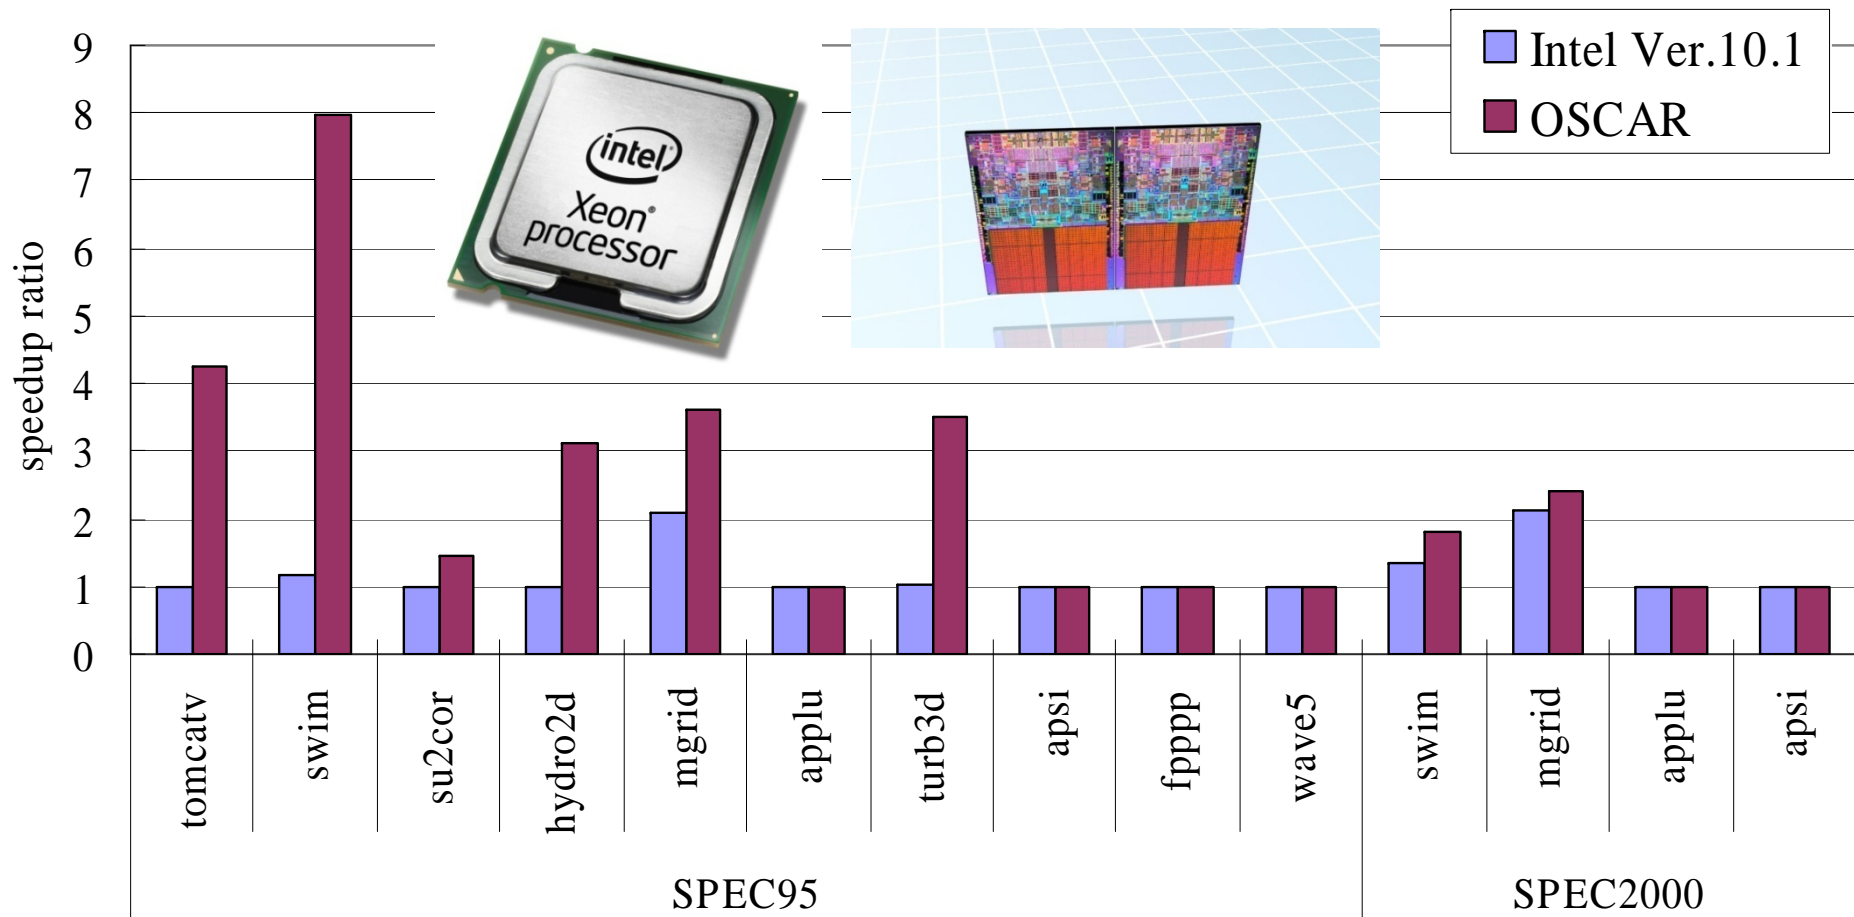 Intel Ver.10.1
OSCAR
speedup ratio
9
8
7
6
5
4
3
2
1
0
intel
Xeon®
processor
tomcatv
swim
su2cor
hydro2d
mgrid
applu
turb3d
apsi
fpppp
wave5
swim
mgrid
applu
apsi
SPEC95
SPEC2000